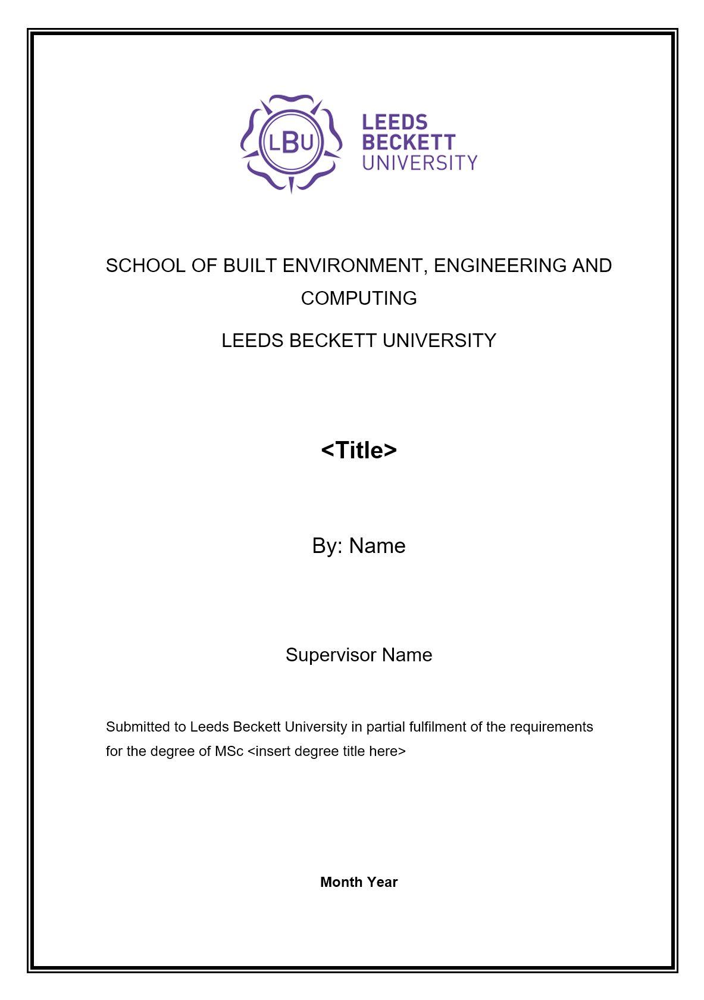 LBU
LEEDS
BECKETT
UNIVERSITY
SCHOOL OF BUILT ENVIRONMENT, ENGINEERING AND
COMPUTING
LEEDS BECKETT UNIVERSITY
<Title>
By: Name
Supervisor Name
Submitted to Leeds Beckett University in partial fulfilment of the requirements
for the degree of MSc <insert degree title here>
Month Year